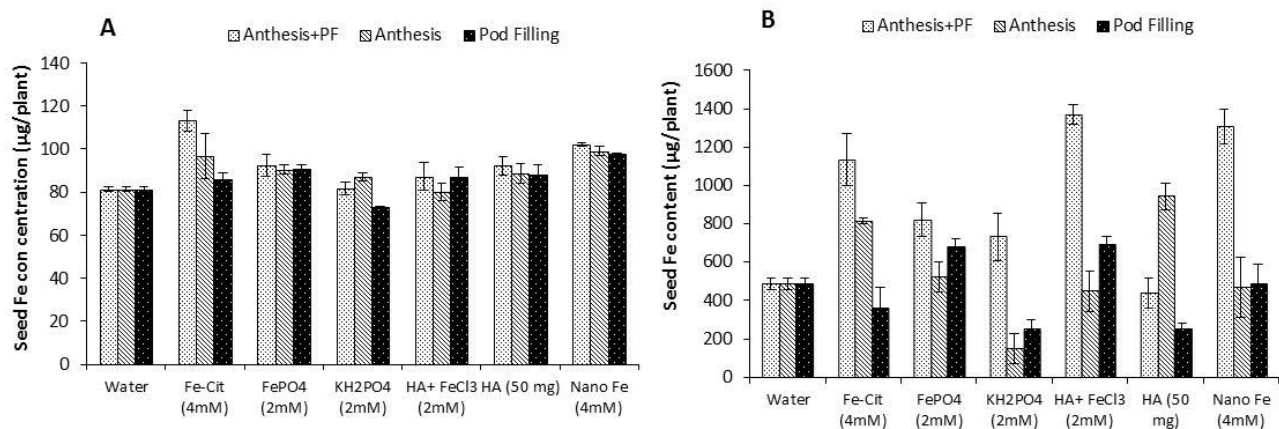 A
Anthesis+PF Anthesis Pod Filling
Seed Fe con centration (µg/plant)
140
120
100
80
60
40
20
0
Water Fe-Cit (4mM) FePO4 (2mM) KH2PO4 (2mM) HA+ FeCl3 (2mM) HA (50 mg) Nano Fe (4mM)
B
Anthesis+PF Anthesis Pod Filling
Seed Fe content (µg/plant)
1600
1400
1200
1000
800
600
400
200
0
Water Fe-Cit (4mM) FePO4 (2mM) KH2PO4 (2mM) HA+ FeCl3 (2mM) HA (50 mg) Nano Fe (4mM)